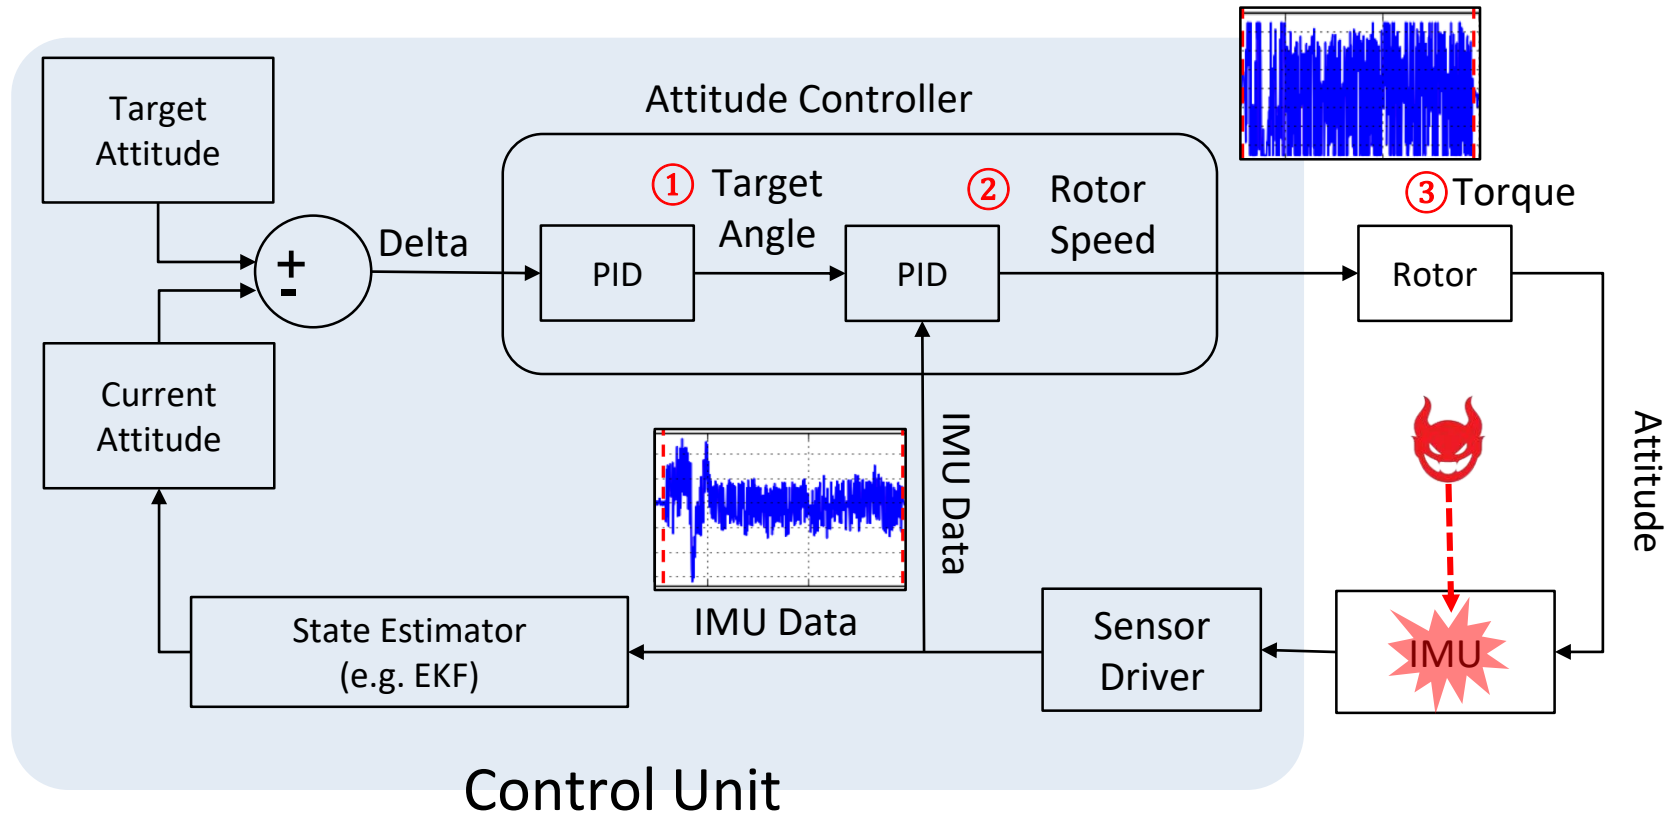 Target
Attitude
Attitude Controller
① Target
Angle
② Rotor
Speed
③ Torque
+
-
Delta
PID
PID
Rotor
Current
Attitude
IMU Data
Attitude
IMU Data
State Estimator
(e.g. EKF)
Sensor
Driver
IMU
Control Unit